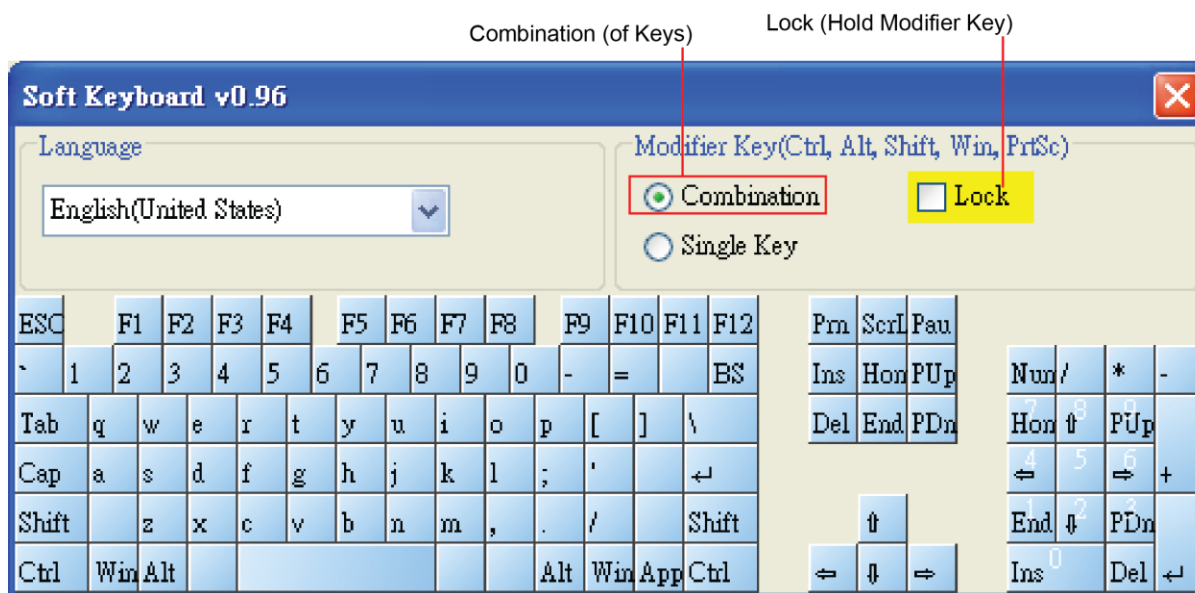 Combination (of Keys)
Lock (Hold Modifier Key)
Soft Keyboard v0.96
Language
Modifier Key(Ctrl, Alt, Shift, Win, PrtSc)
English(United States)
Combination
Lock
Single Key
ESC F1 F2 F3 F4 F5 F6 F7 F8 F9 F10 F11 F12 Prn ScrL Pau
` 1 2 3 4 5 6 7 8 9 0 - = BS Ins Hom PUp Num / * -
Tab q w e r t y u i o p [ ] \ Del End PDn Hom 7 ⇧ 8 PUp 9
Cap a s d f g h j k l ; ' ↵ ⇦ 4 5 ⇨ 6 +
Shift z x c v b n m , . / Shift ⇧ End 1 ⇩ 2 PDn 3
Ctrl Win Alt Alt Win App Ctrl ⇦ ⇩ ⇨ Ins 0 Del ↵